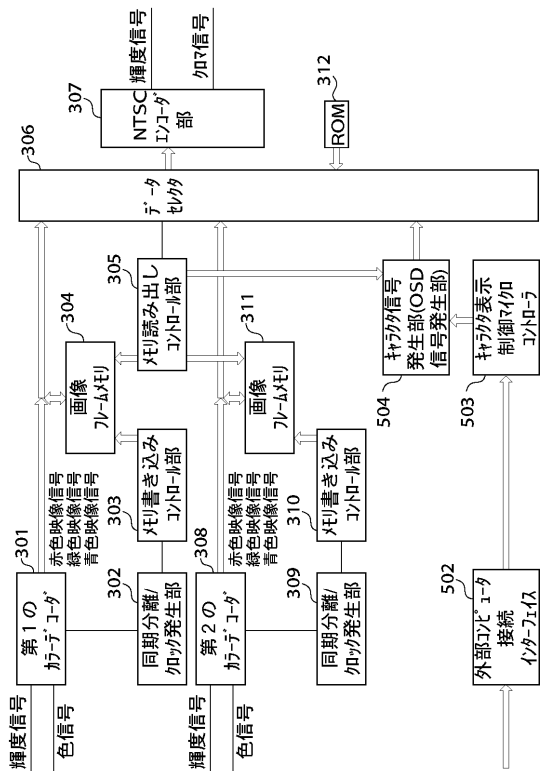 輝度信号
色信号
301
第1の
ｶﾗｰﾃﾞｺｰﾀﾞ
赤色映像信号
緑色映像信号
青色映像信号
302
同期分離/
ｸﾛｯｸ発生部
303
ﾒﾓﾘ書き込み
ｺﾝﾄﾛｰﾙ部
304
画像
ﾌﾚｰﾑﾒﾓﾘ
305
ﾒﾓﾘ読み出し
ｺﾝﾄﾛｰﾙ部
306
ﾃﾞｰﾀ
ｾﾚｸﾀ
307
NTSC
ｴﾝｺｰﾀﾞ
部
輝度信号
ｸﾛﾏ信号
312
ROM
輝度信号
色信号
308
第2の
ｶﾗｰﾃﾞｺｰﾀﾞ
赤色映像信号
緑色映像信号
青色映像信号
309
同期分離/
ｸﾛｯｸ発生部
310
ﾒﾓﾘ書き込み
ｺﾝﾄﾛｰﾙ部
311
画像
ﾌﾚｰﾑﾒﾓﾘ
504
ｷｬﾗｸﾀ信号
発生部(OSD
信号発生部)
503
ｷｬﾗｸﾀ表示
制御ﾏｲｸﾛ
ｺﾝﾄﾛｰﾗ
502
外部ｺﾝﾋﾟｭｰﾀ
接続
ｲﾝﾀｰﾌｪｲｽ